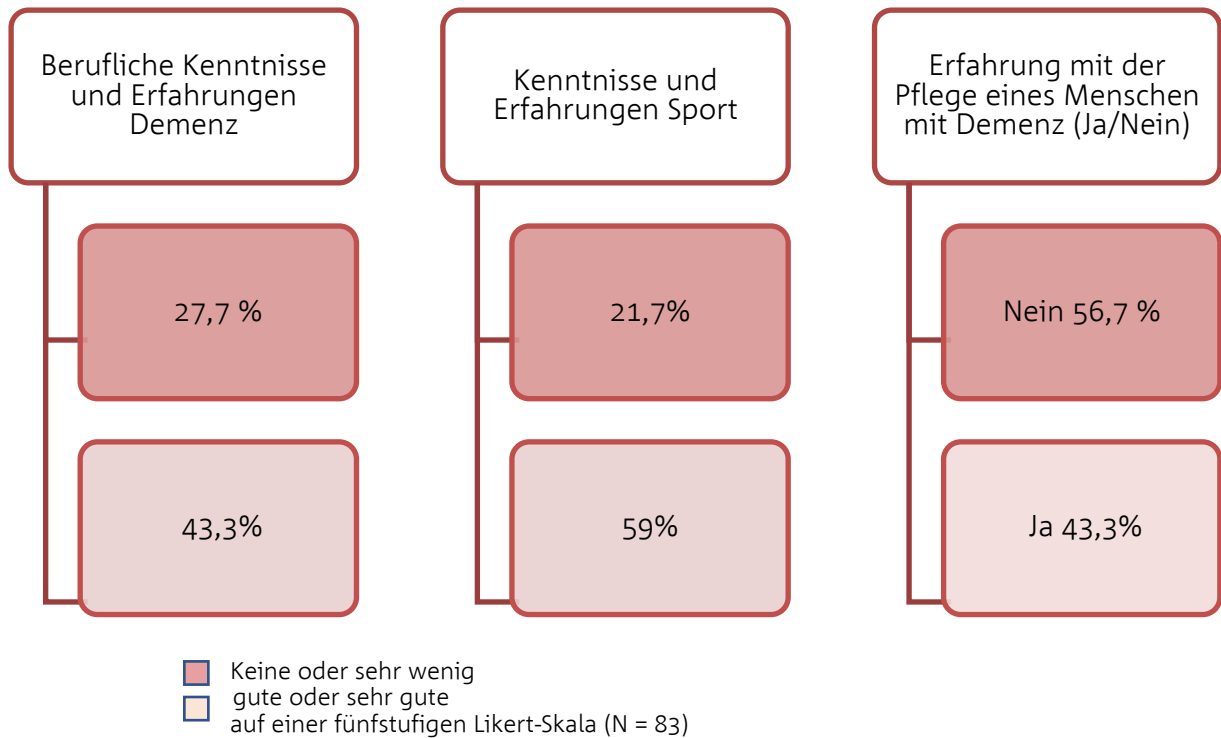 Berufliche Kenntnisse
und Erfahrungen
Demenz
27,7 %
43,3%
Kenntnisse und
Erfahrungen Sport
21,7%
59%
Erfahrung mit der
Pflege eines Menschen
mit Demenz (Ja/Nein)
Nein 56,7 %
Ja 43,3%
Keine oder sehr wenig
gute oder sehr gute
auf einer fünfstufigen Likert-Skala (N = 83)